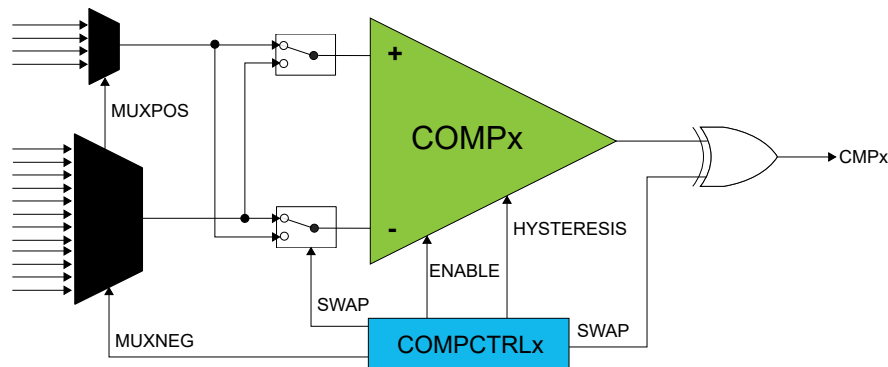 +
MUXPOS
COMPx
CMPx
-
HYSTERESIS
ENABLE
SWAP
SWAP
MUXNEG
COMPCTRLx